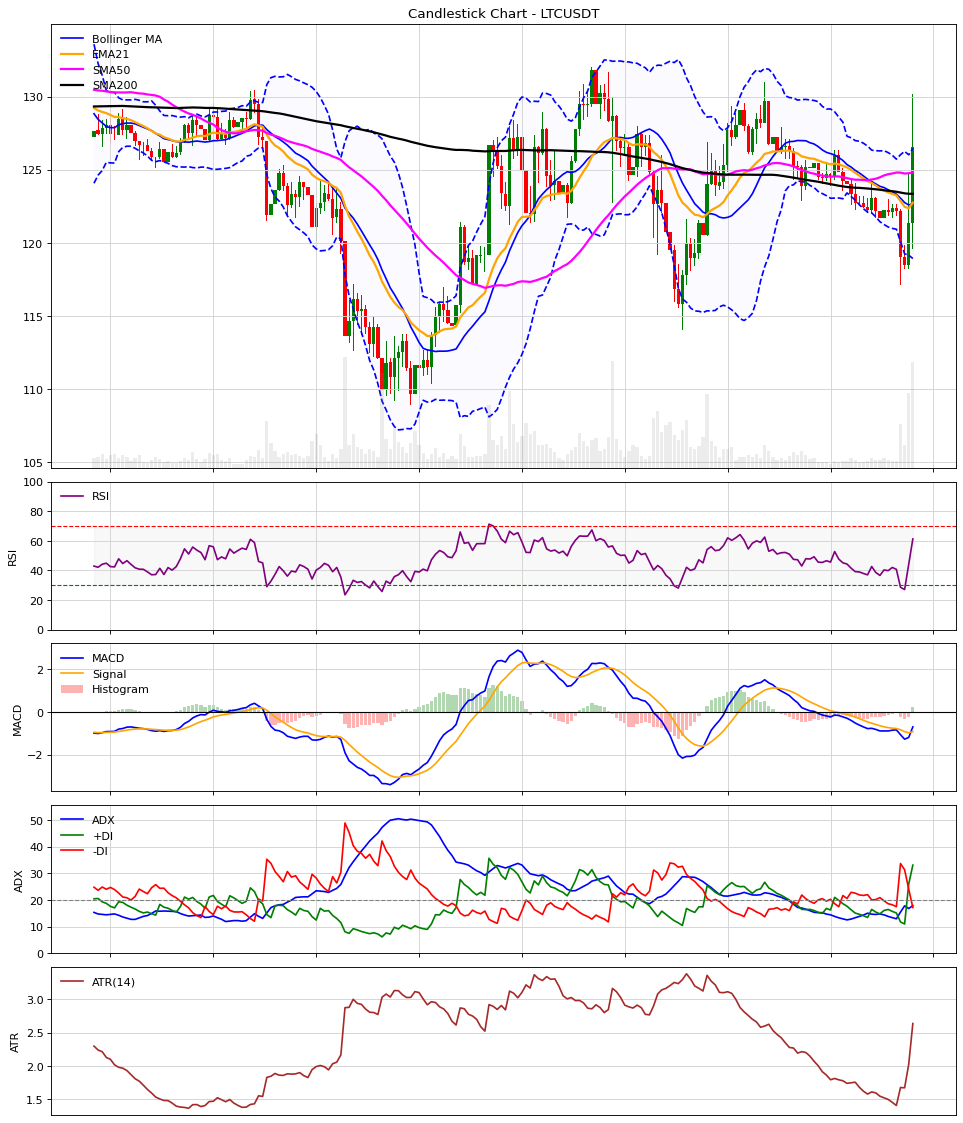 Candlestick Chart - LTCUSDT
Bollinger MA
EMA21
SMA50
SMA200
130
125
120
115
110
105
100
80
60
40
20
0
RSI
RSI
2
0
−2
MACD
MACD
Signal
Histogram
50
40
30
20
10
0
ADX
ADX
+DI
-DI
3.0
2.5
2.0
1.5
ATR
ATR(14)